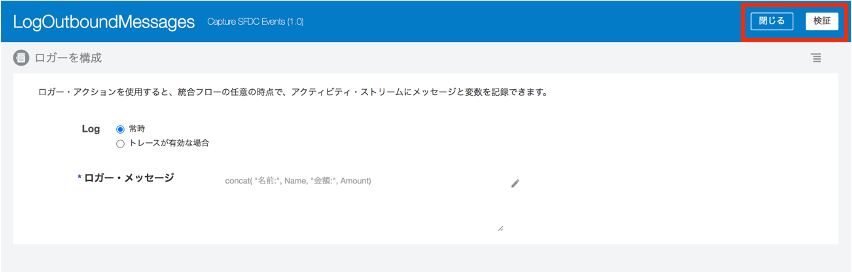 LogOutboundMessages Capture SFDC Events (1.0) 閉じる 検証
ロガーを構成
ロガー・アクションを使用すると、統合フローの任意の時点で、アクティビティ・ストリームにメッセージと変数を記録できます。
Log 常時
トレースが有効な場合
* ロガー・メッセージ concat( "名前:", Name, "金額:", Amount)